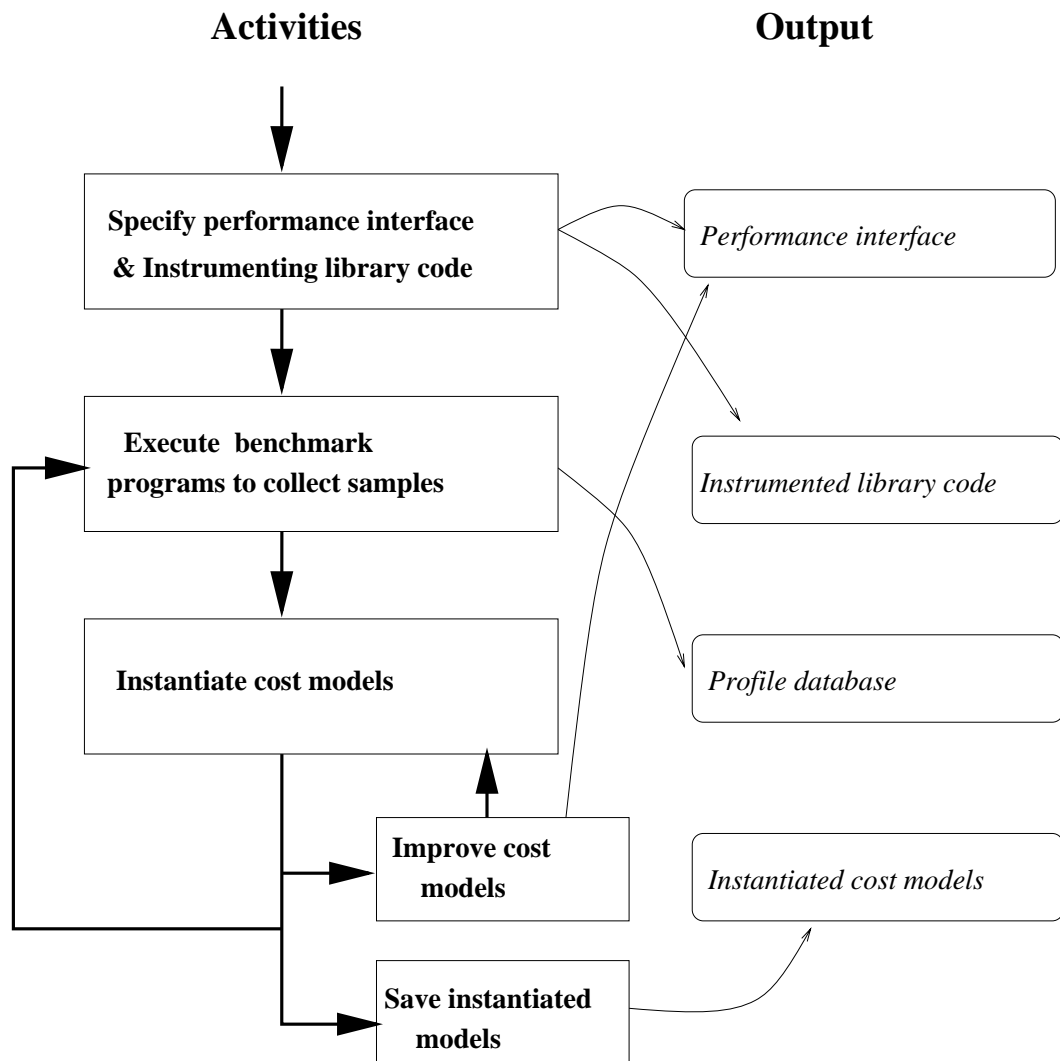 Activities
Output
Specify performance interface
& Instrumenting library code
Performance interface
Execute benchmark
programs to collect samples
Instrumented library code
Instantiate cost models
Profile database
Improve cost
models
Instantiated cost models
Save instantiated
models